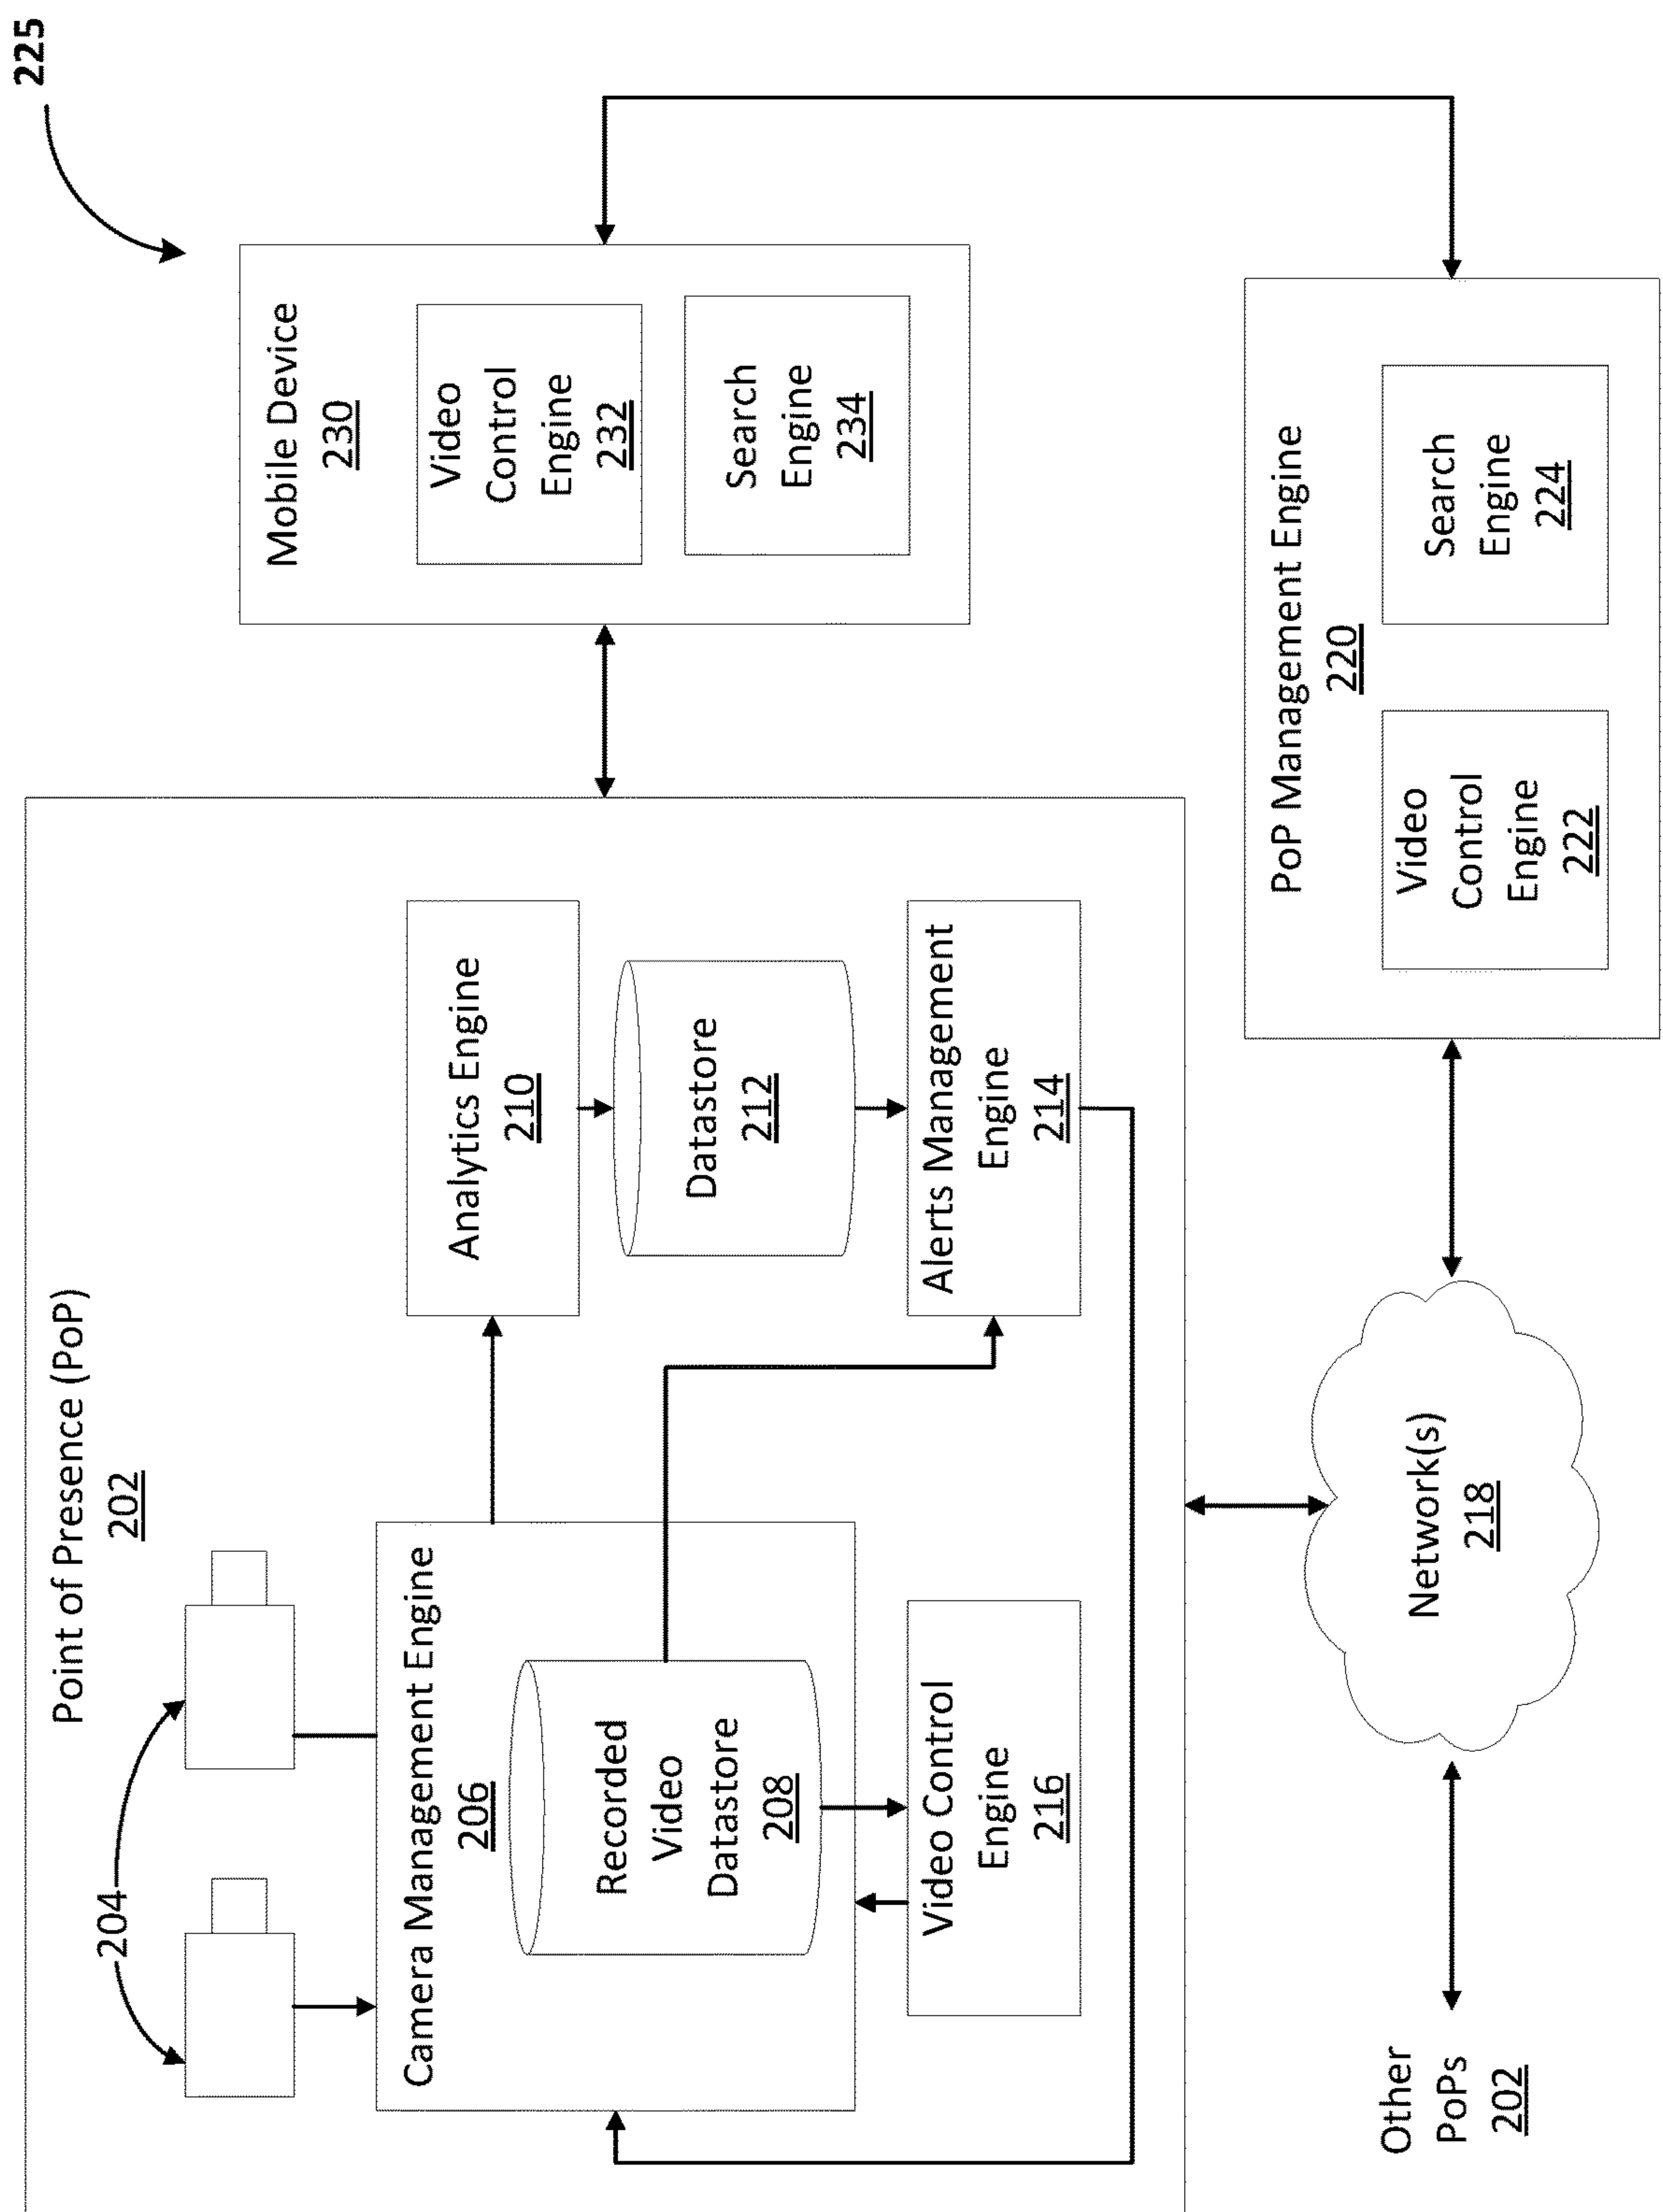 225
Point of Presence (PoP)
202
204
Camera Management Engine
206
Recorded
Video
Datastore
208
Video Control
Engine
216
Analytics Engine
210
Datastore
212
Alerts Management
Engine
214
Mobile Device
230
Video
Control
Engine
232
Search
Engine
234
Other
PoPs
202
Network(s)
218
PoP Management Engine
220
Video
Control
Engine
222
Search
Engine
224